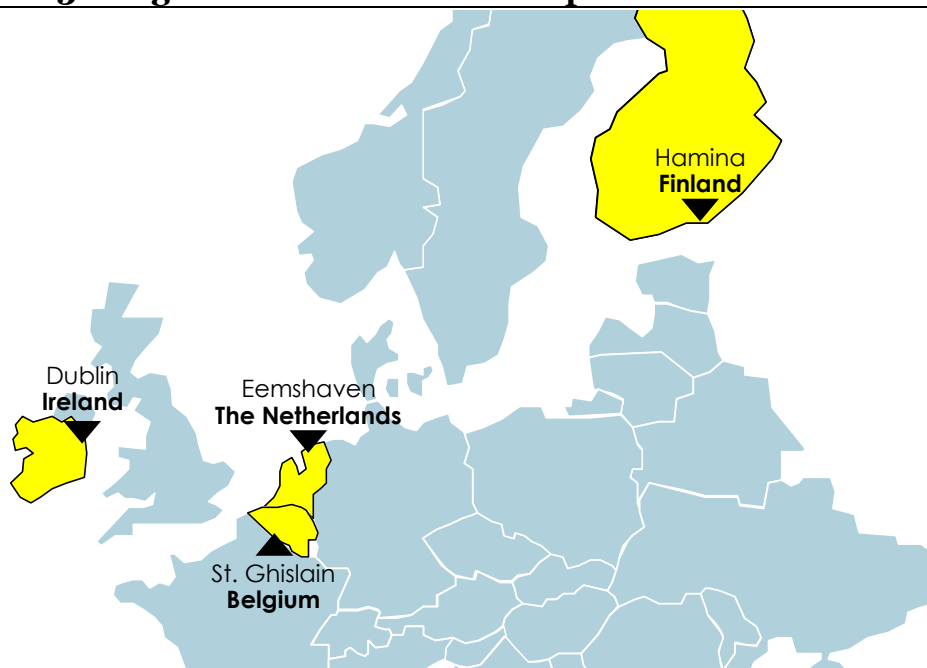 Hamina
Finland
Dublin
Ireland
Eemshaven
The Netherlands
St. Ghislain
Belgium